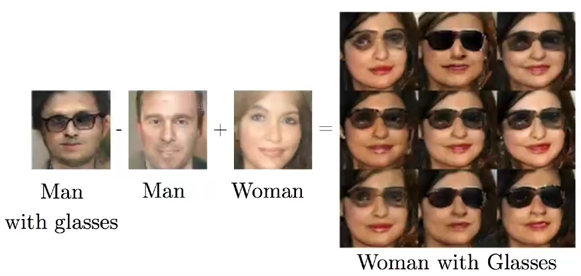 - + =
Man Man Woman
with glasses
Woman with Glasses